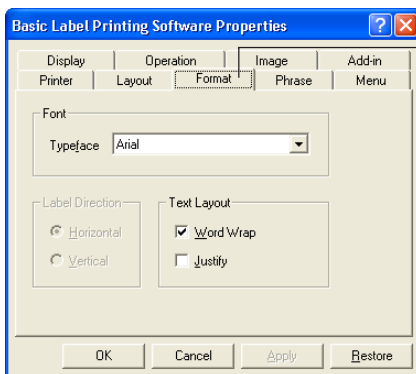 Basic Label Printing Software Properties
Display Operation Image Add-in
Printer Layout Format Phrase Menu
Font
Typeface Arial
Label Direction Text Layout
Horizontal Word Wrap
Vertical Justify
OK Cancel Apply Restore